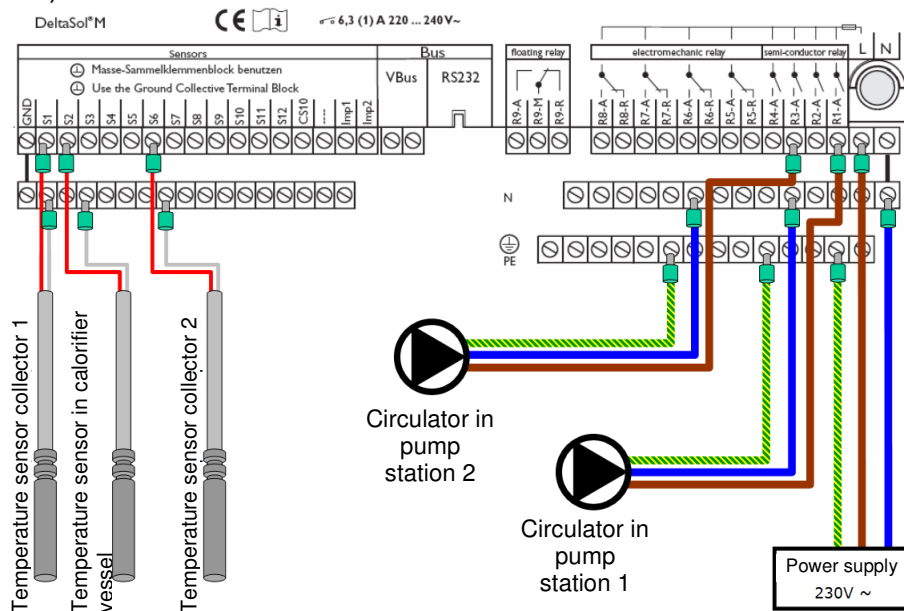 DeltaSol® M
CE
i
6,3 (1) A 220 ... 240 V~
Sensors
Masse-Sammelklemmenblock benutzen
Use the Ground Collective Terminal Block
Bus
VBus
RS232
floating relay
electromechanic relay
semi-conductor relay
L
N
GND
S1
S2
S3
S4
S5
S6
S7
S8
S9
S10
S11
S12
CS10
----
Imp1
Imp2
R9-A
R9-M
R9-R
R8-A
R8-R
R7-A
R7-R
R6-A
R6-R
R5-A
R5-R
R4-A
R3-A
R2-A
R1-A
N
PE
Temperature sensor collector 1
Temperature sensor in calorifier
vessel
Temperature sensor collector 2
Circulator in
pump
station 2
Circulator in
pump
station 1
Power supply
230V ~